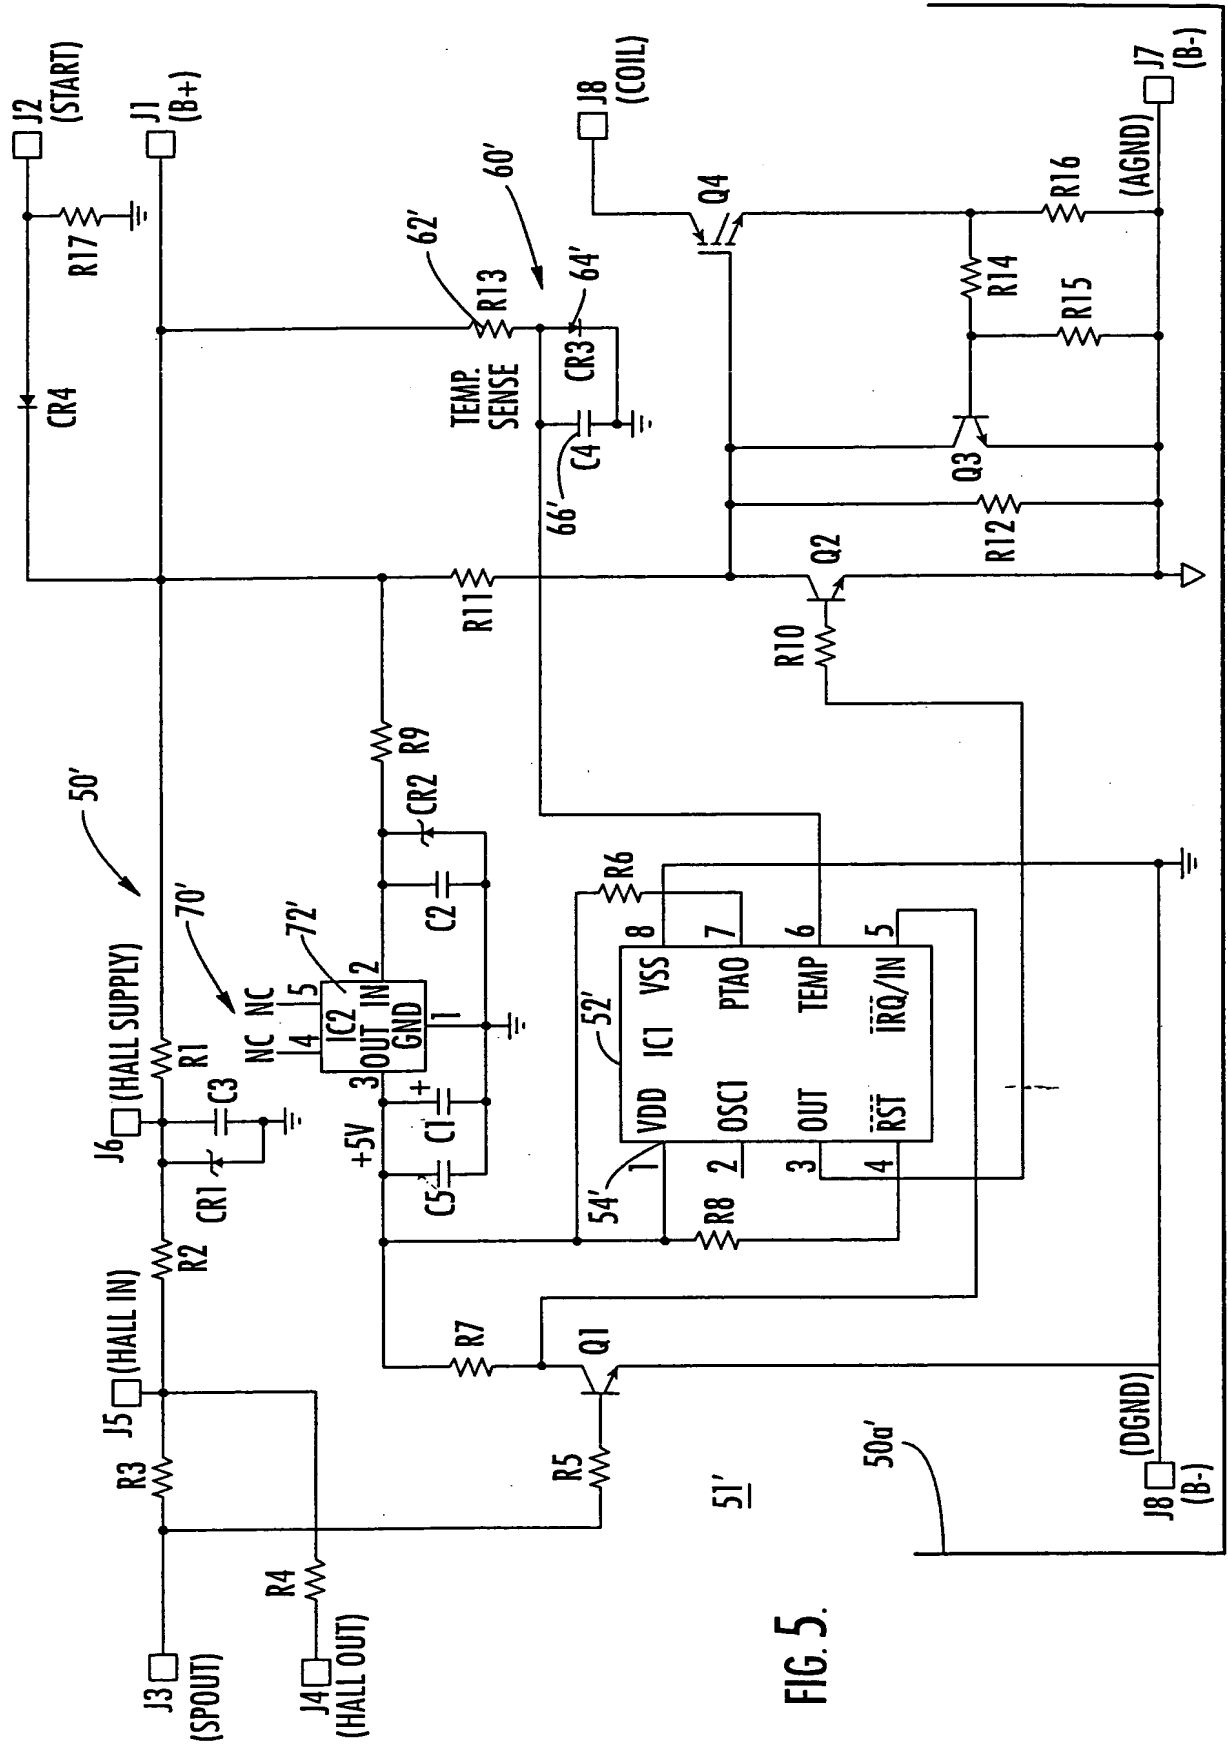 J3
(SPOUT)
J4
(HALL OUT)
R4
R3
J5
(HALL IN)
R2
J6
(HALL SUPPLY)
CR1
C3
R1
50'
70'
NC
NC
4
5
IC2
72'
3
OUT
IN
2
GND
1
+5V
C5
C1
+
C2
CR2
R9
CR4
J2
(START)
R17
J1
(B+)
R11
TEMP.
SENSE
62'
R13
60'
64'
CR3
C4
66'
J8
(COIL)
Q4
R5
Q1
R7
54'
52'
R8
R6
1
VDD
IC1
VSS
8
2
OSC1
PTAO
7
3
OUT
TEMP
6
4
RST
IRQ/IN
5
R10
Q2
R12
Q3
R14
R15
R16
(AGND)
J7
(B-)
51'
50a'
(DGND)
J8
(B-)
FIG. 5.